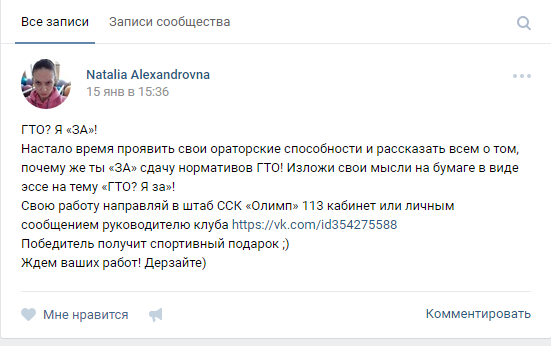 Все записи Записи сообщества
Natalia Alexandrovna
15 янв в 15:36
ГТО? Я «ЗА»!
Настало время проявить свои ораторские способности и рассказать всем о том,
почему же ты «ЗА» сдачу нормативов ГТО! Изложи свои мысли на бумаге в виде
эссе на тему «ГТО? Я за»!
Свою работу направляй в штаб ССК «Олимп» 113 кабинет или личным
сообщением руководителю клуба https://vk.com/id354275588
Победитель получит спортивный подарок ;)
Ждем ваших работ! Дерзайте)
Мне нравится Комментировать